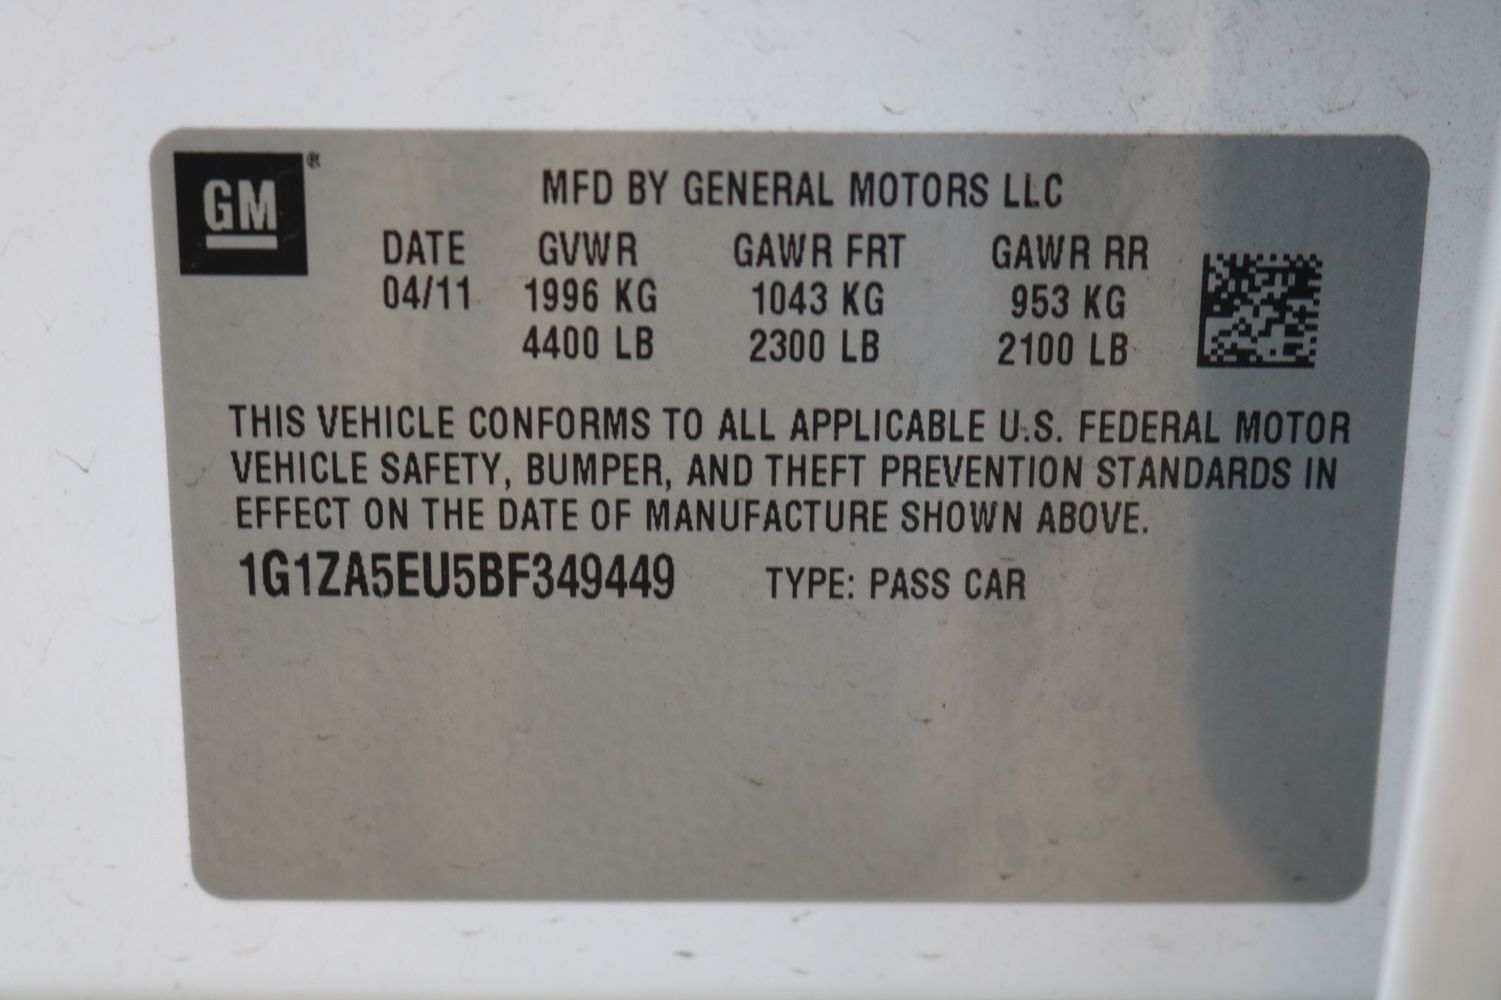 GM®
MFD BY GENERAL MOTORS LLC
DATE GVWR GAWR FRT GAWR RR
04/11 1996 KG 1043 KG 953 KG
4400 LB 2300 LB 2100 LB
THIS VEHICLE CONFORMS TO ALL APPLICABLE U.S. FEDERAL MOTOR
VEHICLE SAFETY, BUMPER, AND THEFT PREVENTION STANDARDS IN
EFFECT ON THE DATE OF MANUFACTURE SHOWN ABOVE.
1G1ZA5EU5BF349449 TYPE: PASS CAR